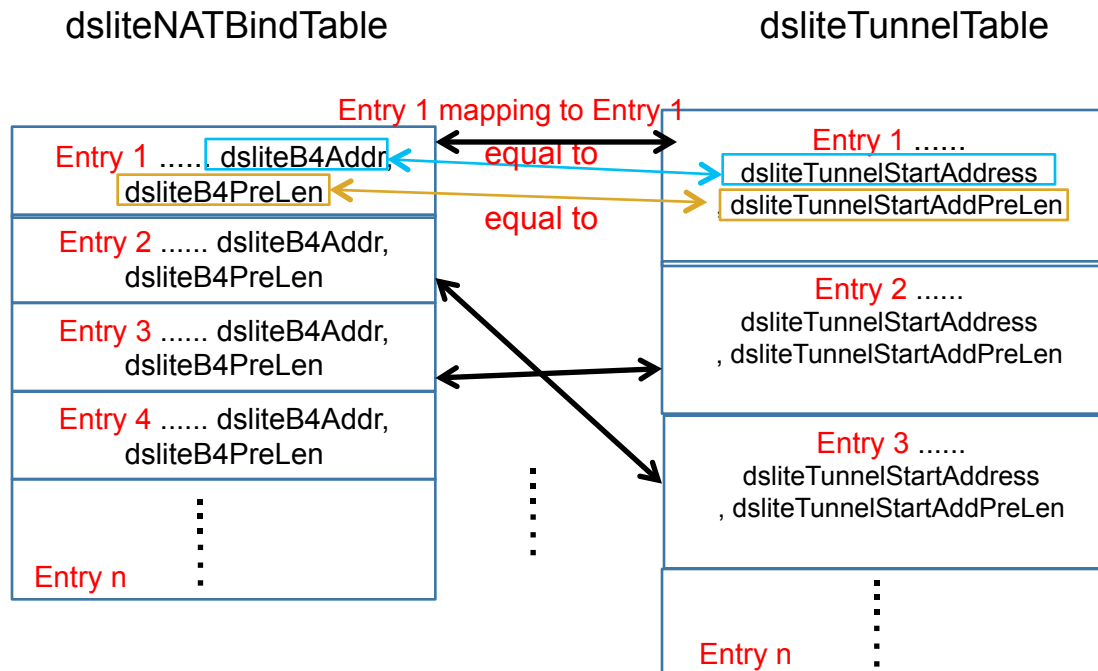 dsliteNATBindTable
dsliteTunnelTable
Entry 1 mapping to Entry 1
Entry 1 ...... dsliteB4Addr,
dsliteB4PreLen
equal to
equal to
Entry 1 ......
dsliteTunnelStartAddress
, dsliteTunnelStartAddPreLen
Entry 2 ...... dsliteB4Addr,
dsliteB4PreLen
Entry 3 ...... dsliteB4Addr,
dsliteB4PreLen
Entry 4 ...... dsliteB4Addr,
dsliteB4PreLen
Entry n
Entry 2 ......
dsliteTunnelStartAddress
, dsliteTunnelStartAddPreLen
Entry 3 ......
dsliteTunnelStartAddress
, dsliteTunnelStartAddPreLen
Entry n